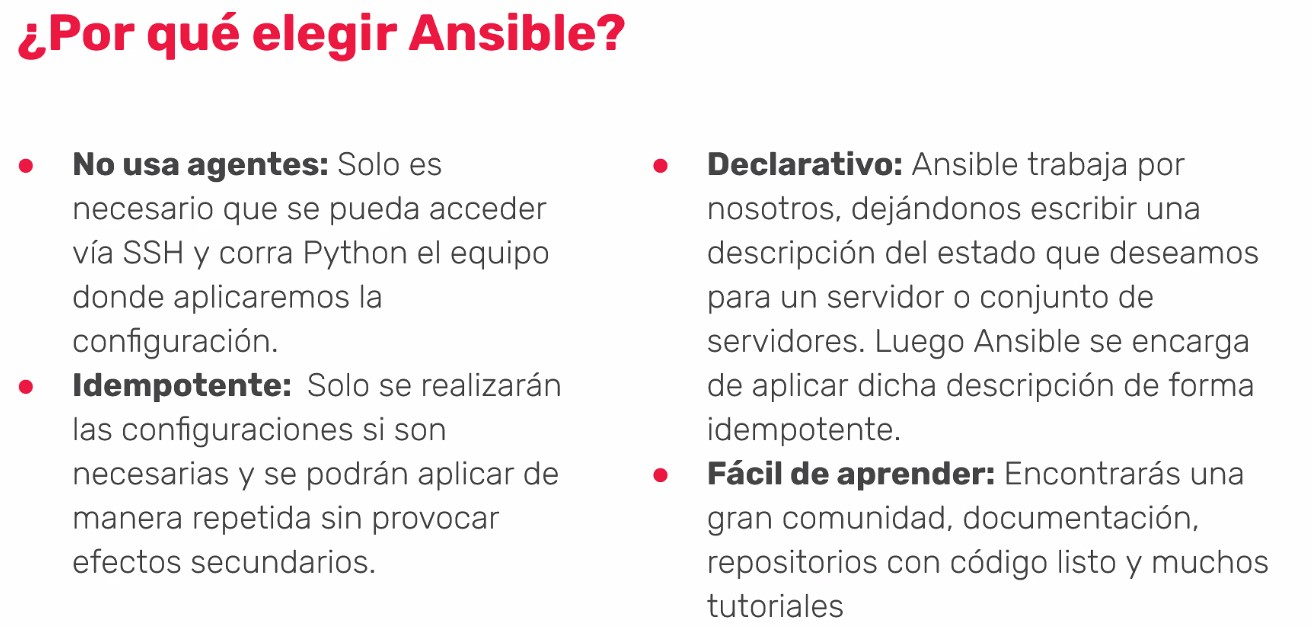 ¿Por qué elegir Ansible?
● No usa agentes: Solo es
necesario que se pueda acceder
vía SSH y corra Python el equipo
donde aplicaremos la
configuración.
● Idempotente: Solo se realizarán
las configuraciones si son
necesarias y se podrán aplicar de
manera repetida sin provocar
efectos secundarios.
● Declarativo: Ansible trabaja por
nosotros, dejándonos escribir una
descripción del estado que deseamos
para un servidor o conjunto de
servidores. Luego Ansible se encarga
de aplicar dicha descripción de forma
idempotente.
● Fácil de aprender: Encontrarás una
gran comunidad, documentación,
repositorios con código listo y muchos
tutoriales